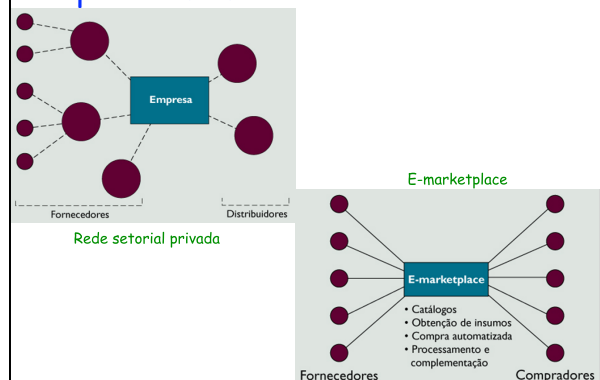 Empresa
Fornecedores
Distribuidores
Rede setorial privada
E-marketplace
E-marketplace
• Catálogos
• Obtenção de insumos
• Compra automatizada
• Processamento e
complementação
Fornecedores
Compradores